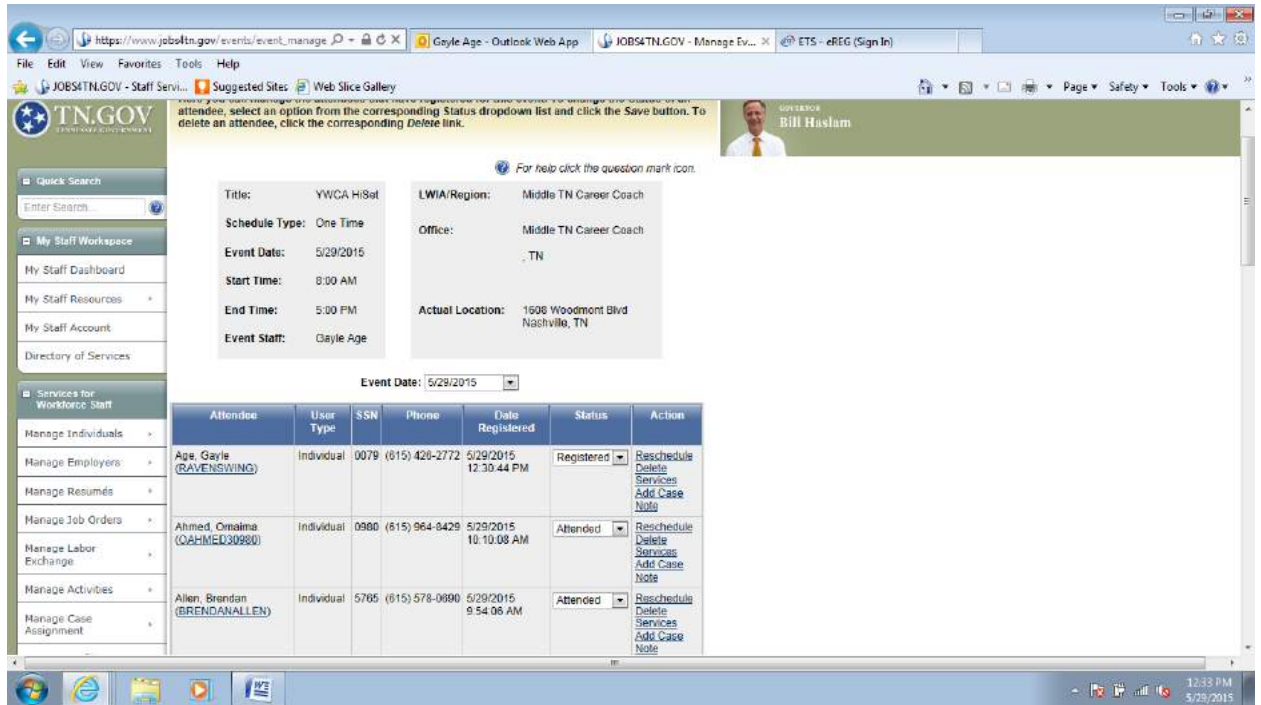 https://www.jobs4tn.gov/events/event_manage
Gayle Age - Outlook Web App
JOBS4TN.GOV - Manage Ev...
ETS - eREG (Sign In)
File Edit View Favorites Tools Help
JOBS4TN.GOV - Staff Servi...
Suggested Sites
Web Slice Gallery
Page
Safety
Tools
TN.GOV
TENNESSEE GOVERNMENT
attendee, select an option from the corresponding Status dropdown list and click the Save button. To
delete an attendee, click the corresponding Delete link.
GOVERNOR
Bill Haslam
For help click the question mark icon.
Quick Search
Enter Search...
My Staff Workspace
My Staff Dashboard
My Staff Resources
My Staff Account
Directory of Services
Services for
Workforce Staff
Manage Individuals
Manage Employers
Manage Resumés
Manage Job Orders
Manage Labor
Exchange
Manage Activities
Manage Case
Assignment
Title: YWCA HiSet
Schedule Type: One Time
Event Date: 5/29/2015
Start Time: 8:00 AM
End Time: 5:00 PM
Event Staff: Gayle Age
LWIA/Region: Middle TN Career Coach
Office: Middle TN Career Coach
, TN
Actual Location: 1608 Woodmont Blvd
Nashville, TN
Event Date: 5/29/2015
Attendee User Type SSN Phone Date Registered Status Action
Age, Gayle Individual 0079 (615) 426-2772 5/29/2015 Registered Reschedule
(RAVENSWING) 12:30:44 PM Delete
Services
Add Case
Note
Ahmed, Omaima Individual 0980 (615) 964-8429 5/29/2015 Attended Reschedule
(OAHMED30980) 10:10:08 AM Delete
Services
Add Case
Note
Allen, Brendan Individual 5765 (615) 578-0690 5/29/2015 Attended Reschedule
(BRENDANALLEN) 9:54:06 AM Delete
Services
Add Case
Note
12:33 PM
5/29/2015